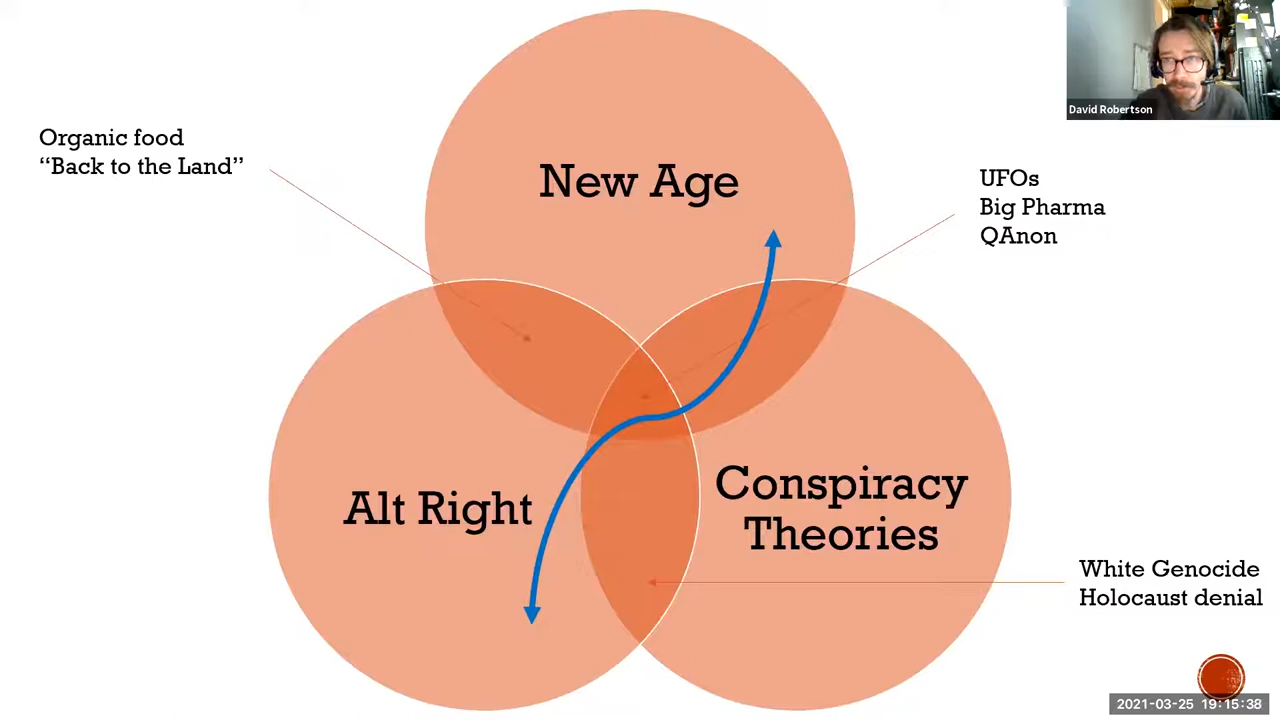 New Age
Organic food
“Back to the Land”
UFOs
Big Pharma
QAnon
Alt Right
Conspiracy
Theories
White Genocide
Holocaust denial
David Robertson
2021-03-25 19:15:38